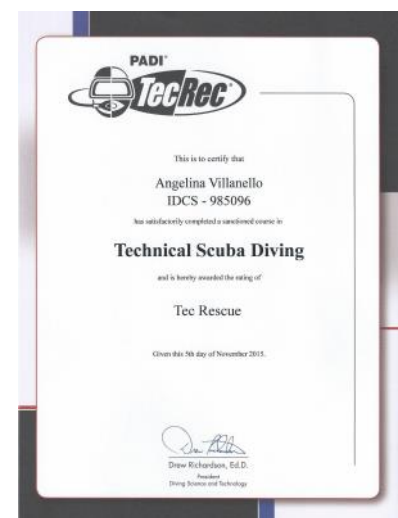 PADI®
TecRec®
This is to certify that
Angelina Villanello
IDCS - 985096
has satisfactorily completed a sanctioned course in
Technical Scuba Diving
and is hereby awarded the rating of
Tec Rescue
Given this 5th day of November 2015.
Drew Richardson, Ed.D.
President
Diving Science and Technology